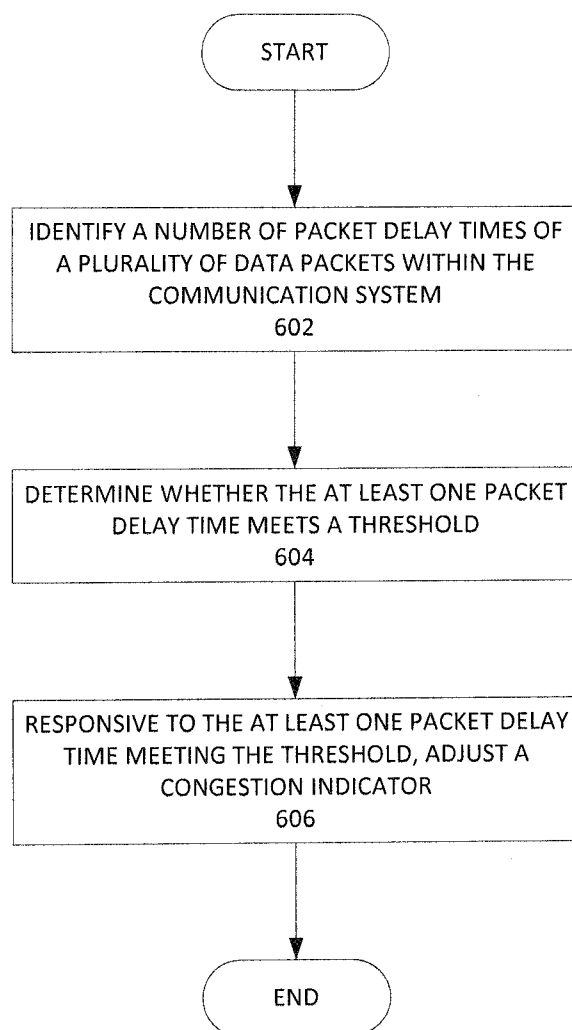 START
IDENTIFY A NUMBER OF PACKET DELAY TIMES OF
A PLURALITY OF DATA PACKETS WITHIN THE
COMMUNICATION SYSTEM
602
DETERMINE WHETHER THE AT LEAST ONE PACKET
DELAY TIME MEETS A THRESHOLD
604
RESPONSIVE TO THE AT LEAST ONE PACKET DELAY
TIME MEETING THE THRESHOLD, ADJUST A
CONGESTION INDICATOR
606
END